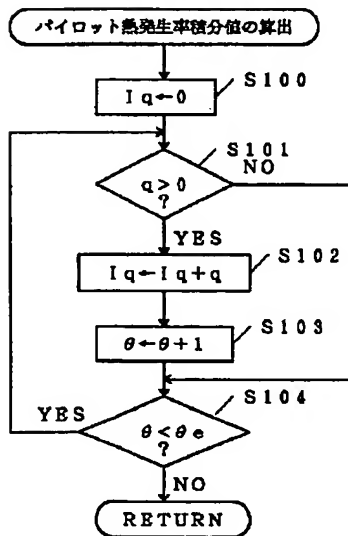 パイロット熱発生率積分値の算出
S100
Iq←0
S101
NO
q>0
?
YES
S102
Iq←Iq+q
S103
θ←θ+1
S104
YES
θ<θe
?
NO
RETURN